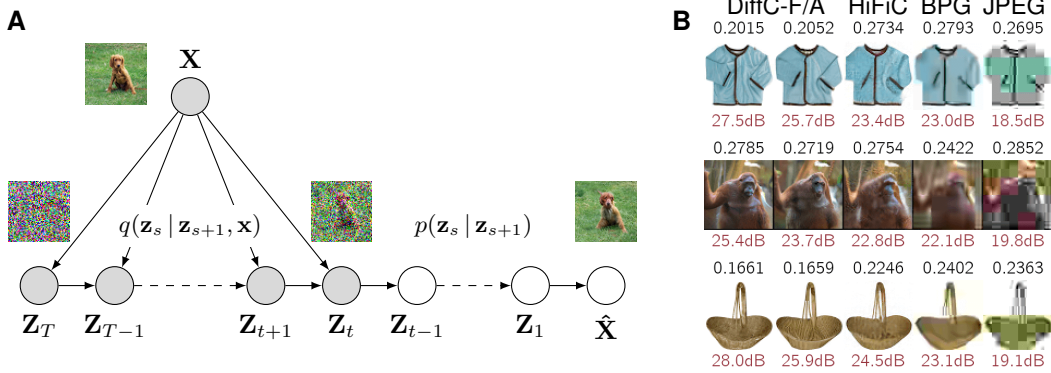 A
X
q(z_s | z_{s+1}, x)
p(z_s | z_{s+1})
Z_T Z_{T−1} Z_{t+1} Z_t Z_{t−1} Z_1 X̂
B
DiffC-F/A HiFiC BPG JPEG
0.2015 0.2052 0.2734 0.2793 0.2695
27.5dB 25.7dB 23.4dB 23.0dB 18.5dB
0.2785 0.2719 0.2754 0.2422 0.2852
25.4dB 23.7dB 22.8dB 22.1dB 19.8dB
0.1661 0.1659 0.2246 0.2402 0.2363
28.0dB 25.9dB 24.5dB 23.1dB 19.1dB